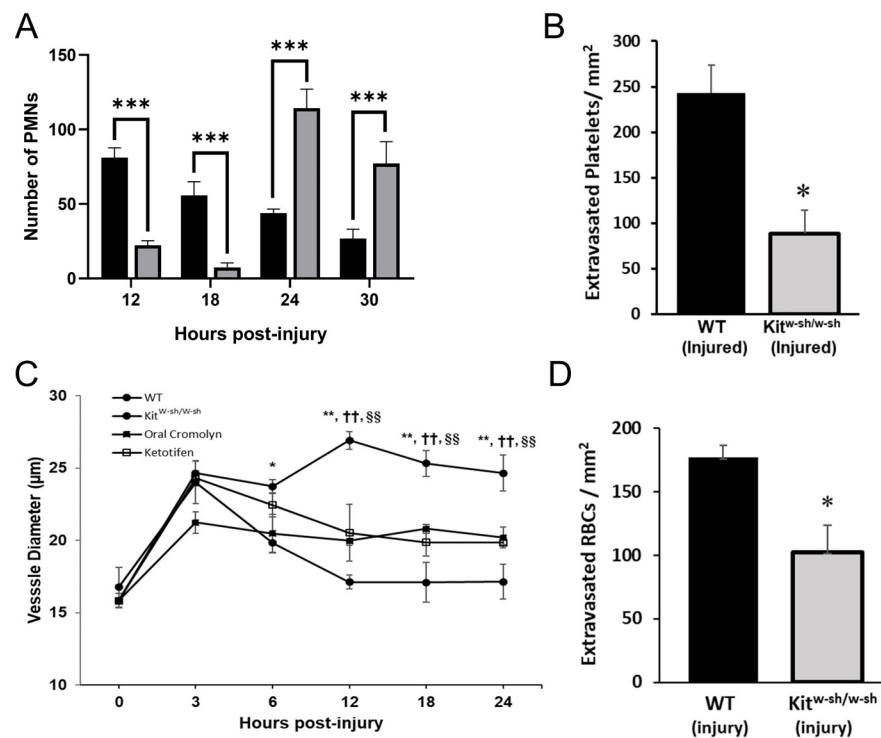 A
Number of PMNs
150
100
50
0
***
***
***
***
12 18 24 30
Hours post-injury
B
Extravasated Platelets/ mm²
300
250
200
150
100
50
0
*
WT Kitʷ⁻ˢʰ/ʷ⁻ˢʰ
(Injured) (Injured)
C
Vesssle Diameter (µm)
30
25
20
15
10
WT
Kitᵂ⁻ˢʰ/ᵂ⁻ˢʰ
Oral Cromolyn
Ketotifen
*
**, ††, §§
**, ††, §§
**, ††, §§
0 3 6 12 18 24
Hours post-injury
D
Extravasated RBCs / mm²
200
150
100
50
0
*
WT Kitʷ⁻ˢʰ/ʷ⁻ˢʰ
(injury) (injury)